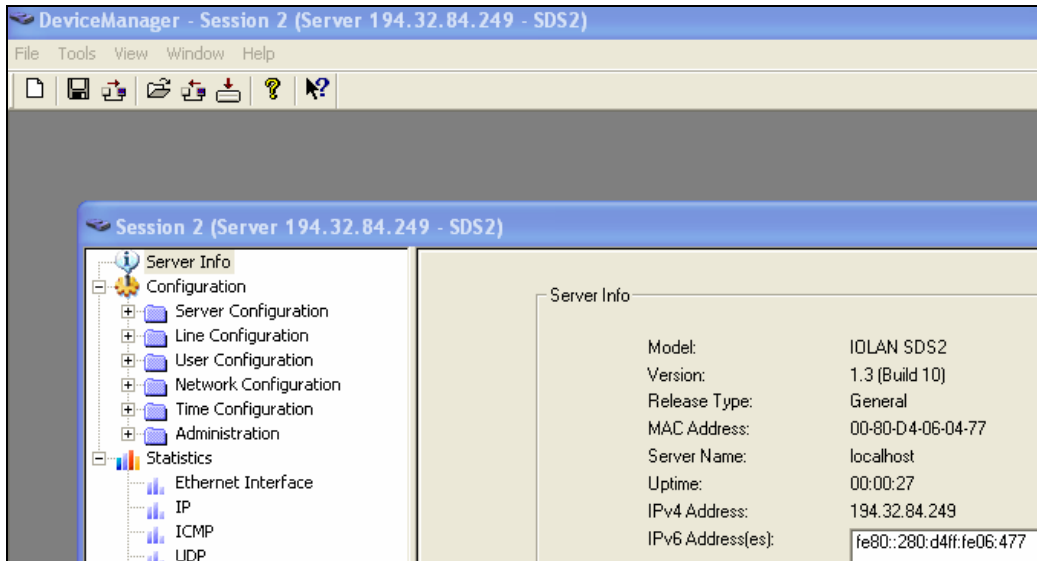 DeviceManager - Session 2 (Server 194.32.84.249 - SDS2)
File Tools View Window Help
Session 2 (Server 194.32.84.249 - SDS2)
Server Info
Configuration
Server Configuration
Line Configuration
User Configuration
Network Configuration
Time Configuration
Administration
Statistics
Ethernet Interface
IP
ICMP
UDP
Server Info
Model: IOLAN SDS2
Version: 1.3 (Build 10)
Release Type: General
MAC Address: 00-80-D4-06-04-77
Server Name: localhost
Uptime: 00:00:27
IPv4 Address: 194.32.84.249
IPv6 Address(es): fe80::280:d4ff:fe06:477